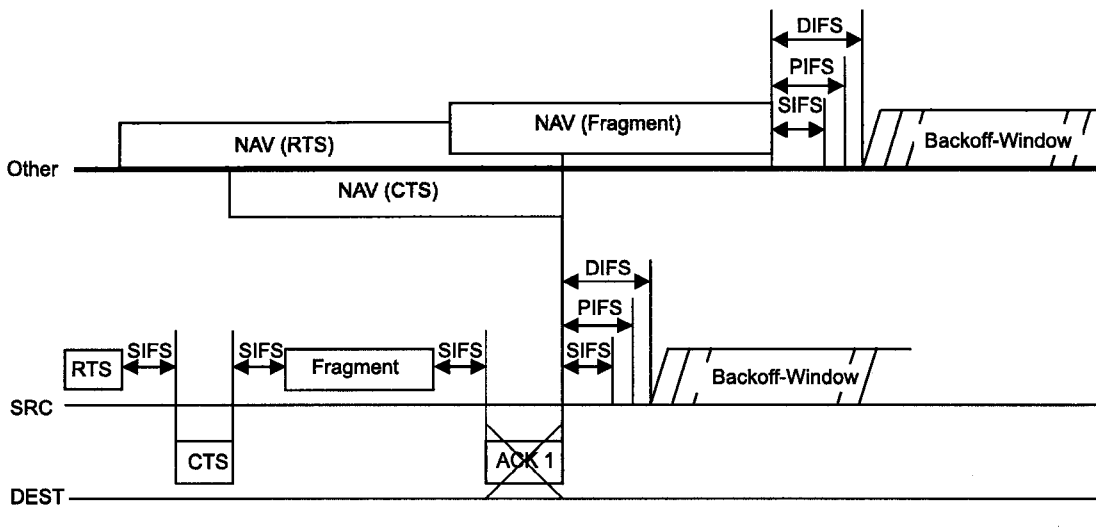 DIFS
PIFS
SIFS
NAV (Fragment)
NAV (RTS)
Backoff-Window
Other
NAV (CTS)
DIFS
PIFS
SIFS SIFS SIFS SIFS
RTS Fragment Backoff-Window
SRC
CTS ACK 1
DEST